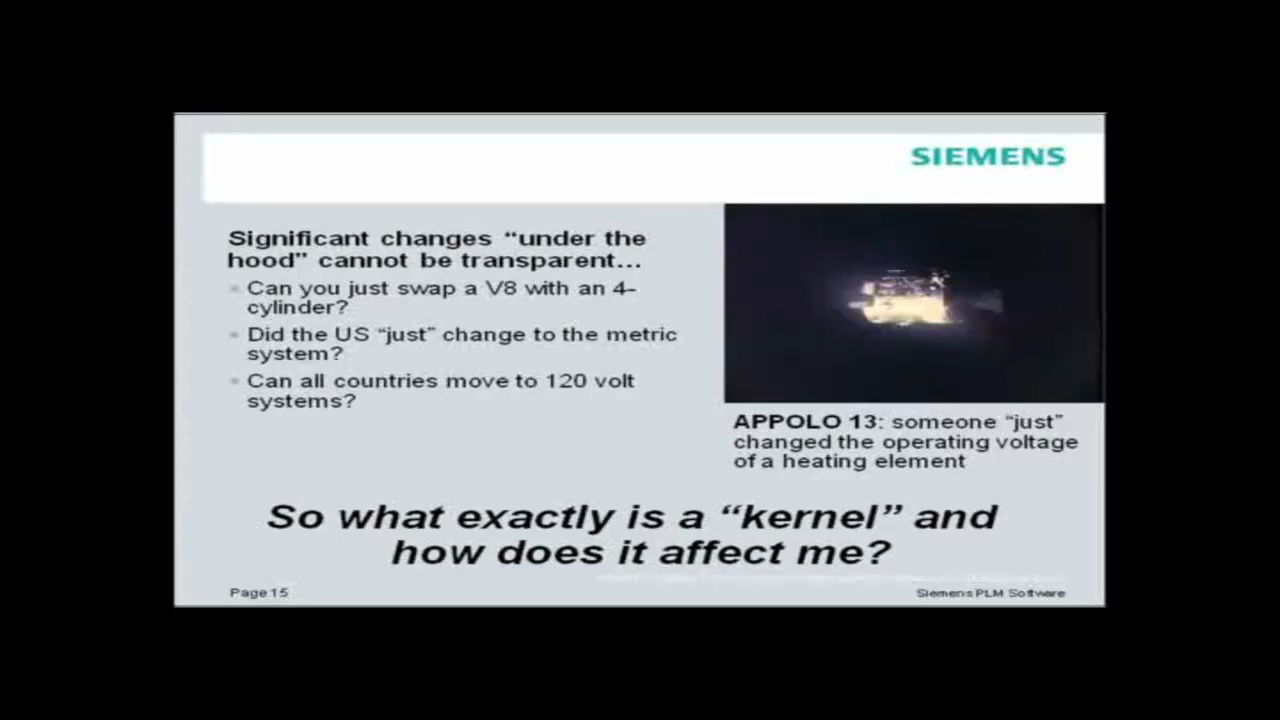 SIEMENS
Significant changes “under the
hood” cannot be transparent...
Can you just swap a V8 with an 4-
cylinder?
Did the US “just” change to the metric
system?
Can all countries move to 120 volt
systems?
APPOLO 13: someone “just”
changed the operating voltage
of a heating element
So what exactly is a “kernel” and
how does it affect me?
Page 15
Siemens PLM Software